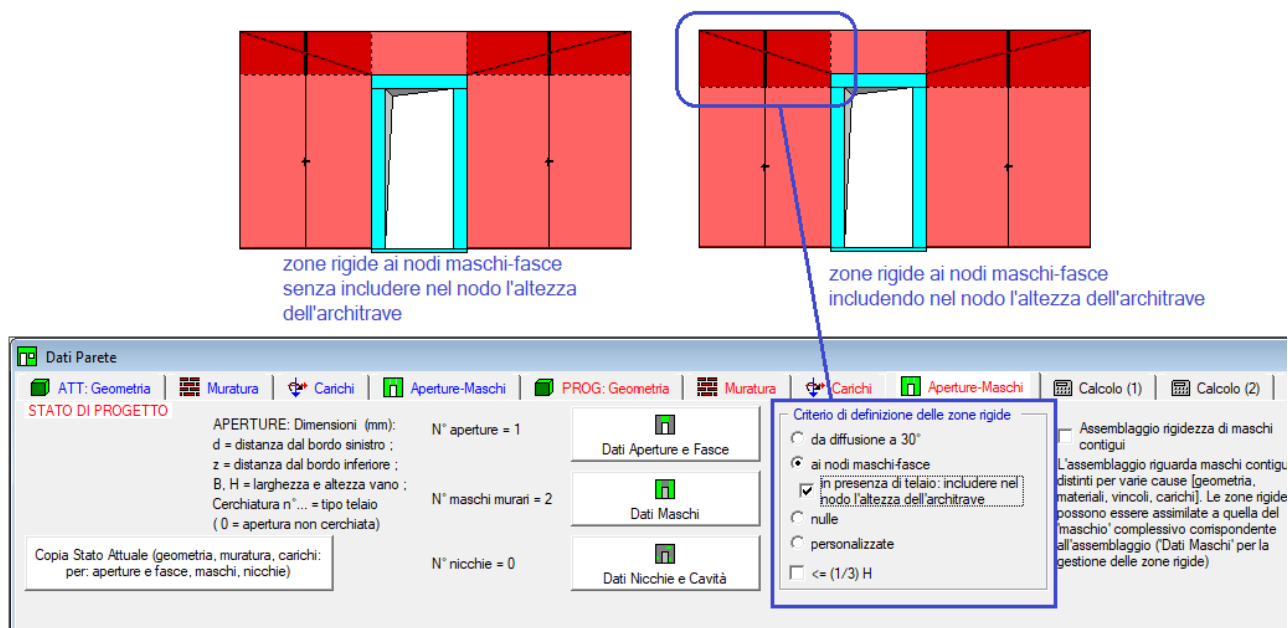 zone rigide ai nodi maschi-fasce
senza includere nel nodo l'altezza
dell'architrave
zone rigide ai nodi maschi-fasce
includendo nel nodo l'altezza dell'architrave
Dati Parete
ATT: Geometria
Muratura
Carichi
Aperture-Maschi
PROG: Geometria
Muratura
Carichi
Aperture-Maschi
Calcolo (1)
Calcolo (2)
STATO DI PROGETTO
APERTURE: Dimensioni (mm):
d = distanza dal bordo sinistro ;
z = distanza dal bordo inferiore ;
B, H = larghezza e altezza vano ;
Cerchiatura n°... = tipo telaio
( 0 = apertura non cerchiata)
Copia Stato Attuale (geometria, muratura, carichi:
per: aperture e fasce, maschi, nicchie)
N° aperture = 1
N° maschi murari = 2
N° nicchie = 0
Dati Aperture e Fasce
Dati Maschi
Dati Nicchie e Cavità
Criterio di definizione delle zone rigide
da diffusione a 30°
ai nodi maschi-fasce
in presenza di telaio: includere nel
nodo l'altezza dell'architrave
nulle
personalizzate
<= (1/3) H
Assemblaggio rigidezza di maschi
contigui
L'assemblaggio riguarda maschi contigu
distinti per varie cause [geometria,
materiali, vincoli, carichi]. Le zone rigide
possono essere assimilate a quella del
'maschio' complessivo corrispondente
all'assemblaggio ('Dati Maschi' per la
gestione delle zone rigide)